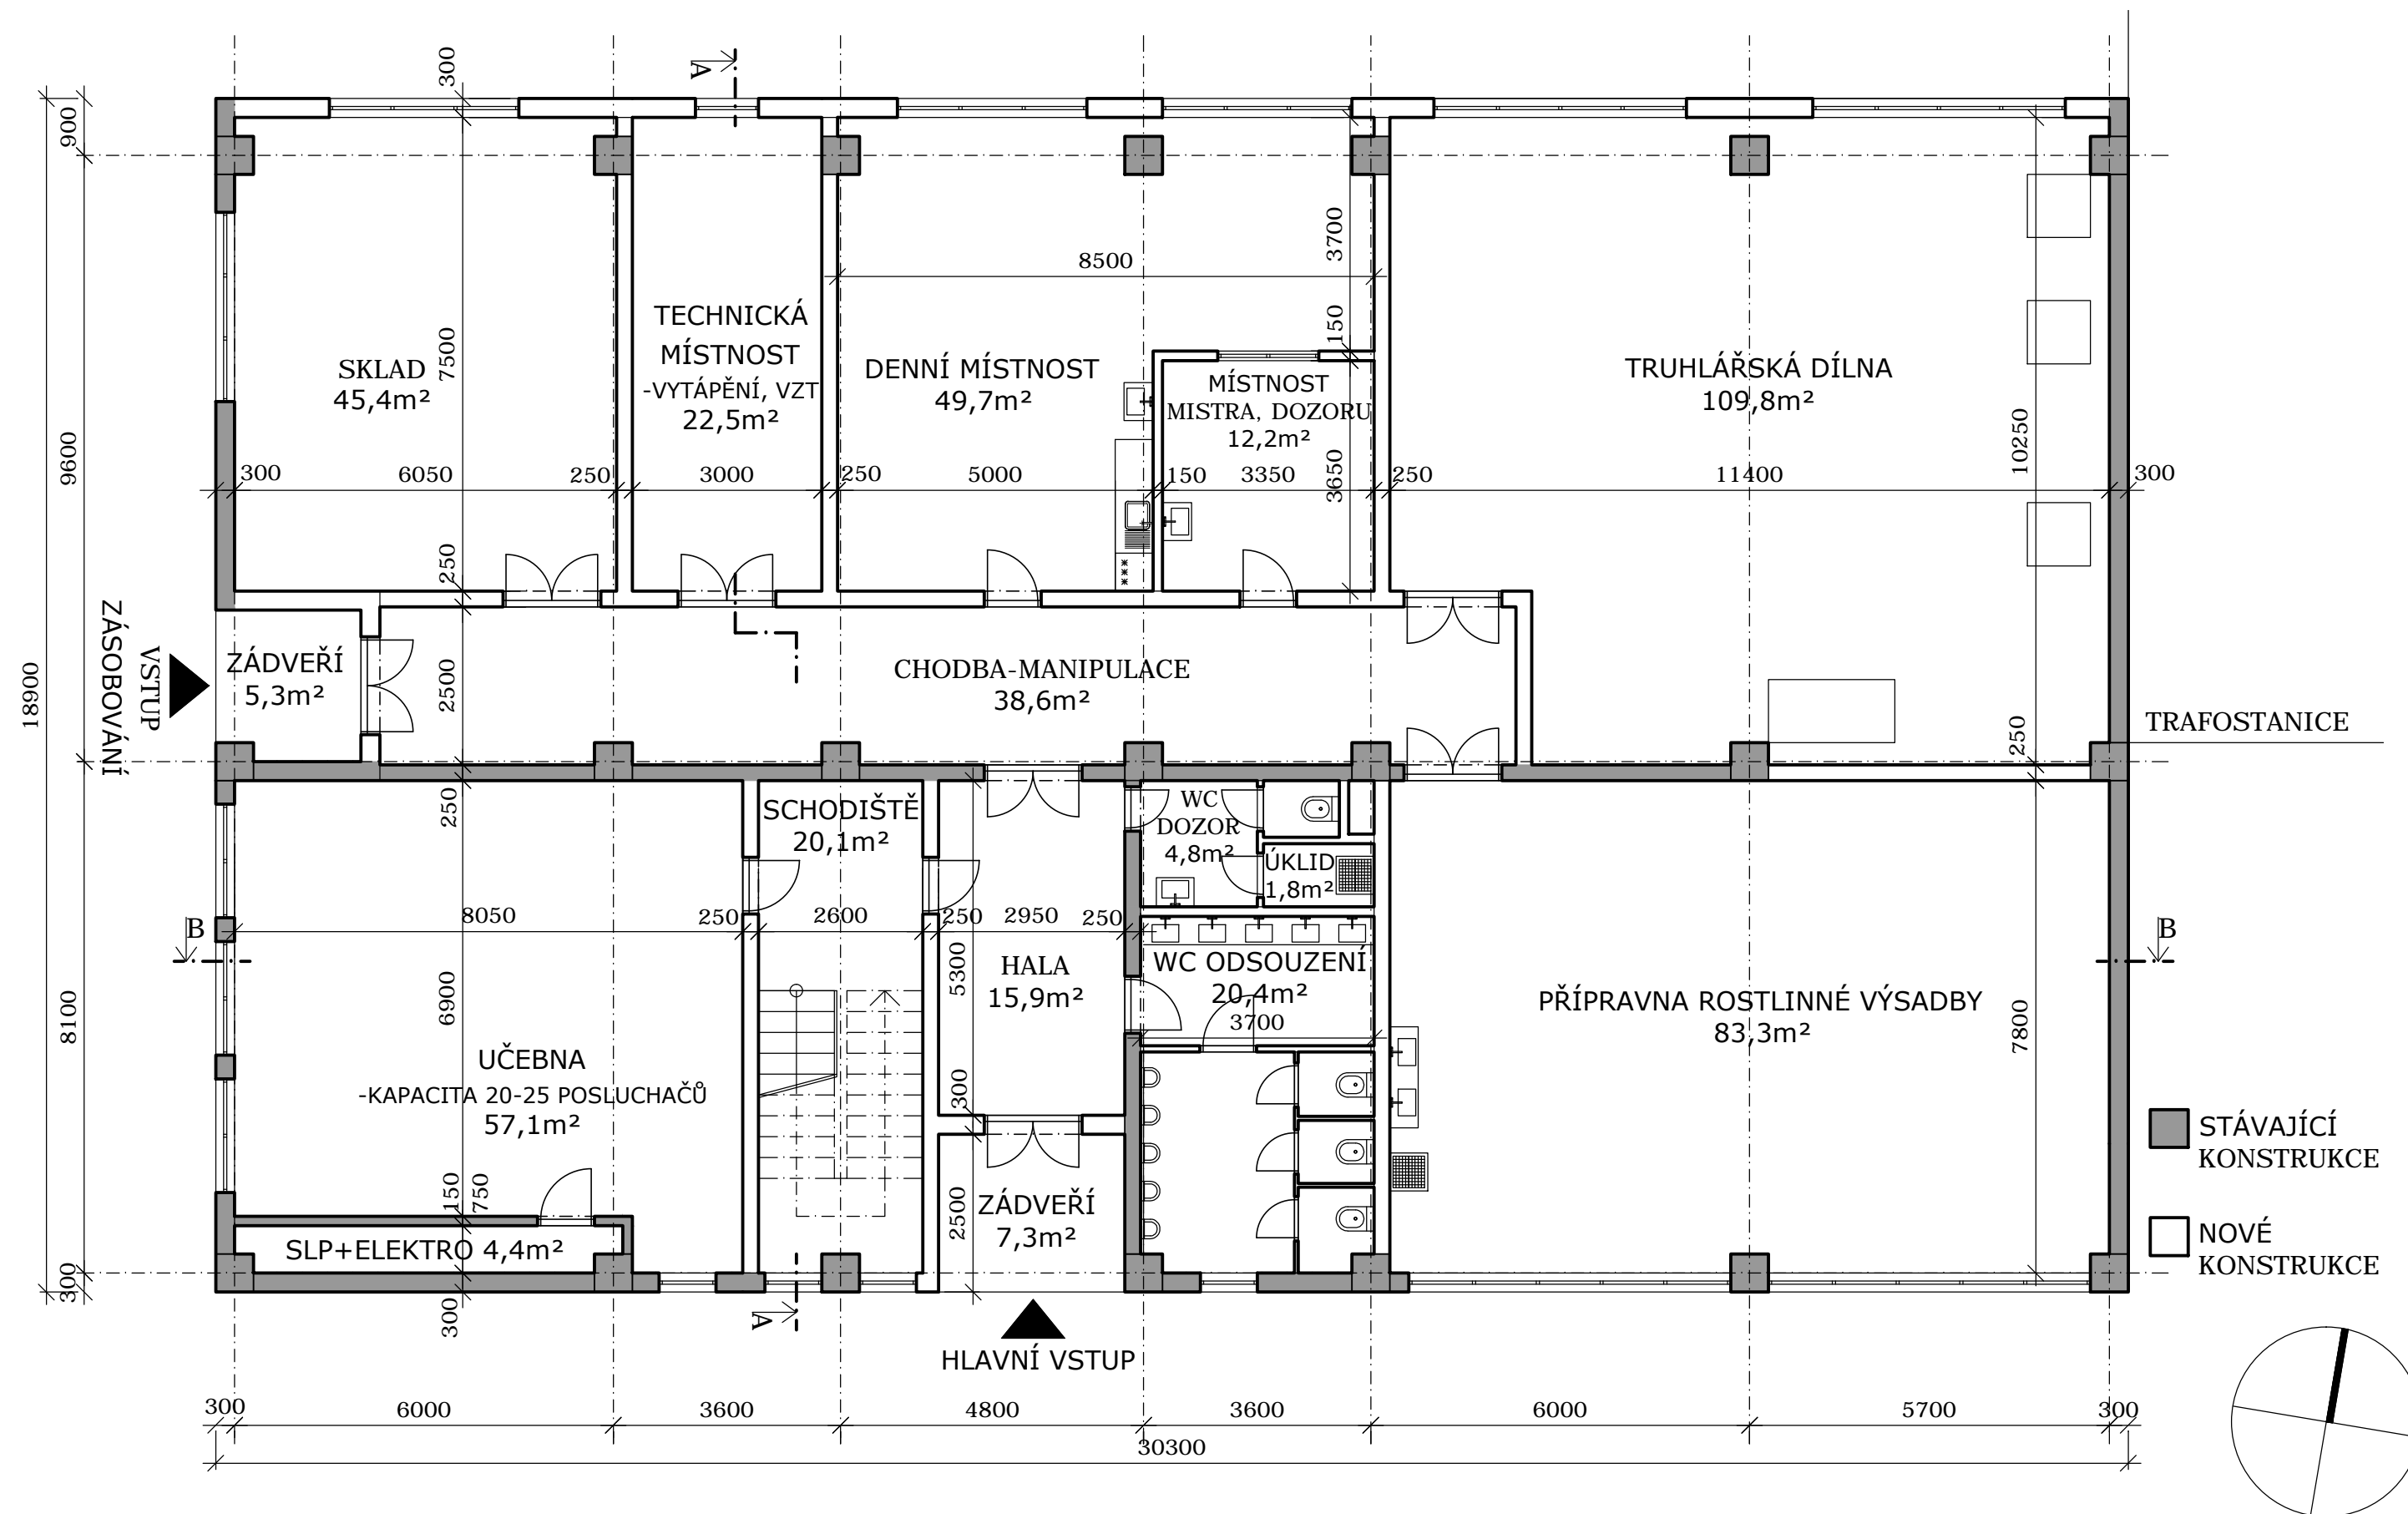 300
A
900
9600
18900
8100
300
SKLAD
45,4m²
7500
TECHNICKÁ
MÍSTNOST
-VYTÁPĚNÍ, VZT
22,5m²
8500
DENNÍ MÍSTNOST
49,7m²
3700
150
3650
MÍSTNOST
MISTRA, DOZORU
12,2m²
TRUHLÁŘSKÁ DÍLNA
109,8m²
10250
300
6050
250
3000
250
5000
150
3350
250
11400
300
250
VSTUP
ZÁSOBOVÁNÍ
ZÁDVEŘÍ
5,3m²
2500
CHODBA-MANIPULACE
38,6m²
250
TRAFOSTANICE
250
SCHODIŠTĚ
20,1m²
WC
DOZOR
4,8m²
ÚKLID
1,8m²
B
8050
250
2600
250
2950
250
B
5300
HALA
15,9m²
WC ODSOUZENÍ
20,4m²
3700
PŘÍPRAVNA ROSTLINNÉ VÝSADBY
83,3m²
7800
6900
UČEBNA
-KAPACITA 20-25 POSLUCHAČŮ
57,1m²
300
150
750
2500
ZÁDVEŘÍ
7,3m²
SLP+ELEKTRO 4,4m²
300
A
HLAVNÍ VSTUP
STÁVAJÍCÍ
KONSTRUKCE
NOVÉ
KONSTRUKCE
300
6000
3600
4800
3600
6000
5700
300
30300